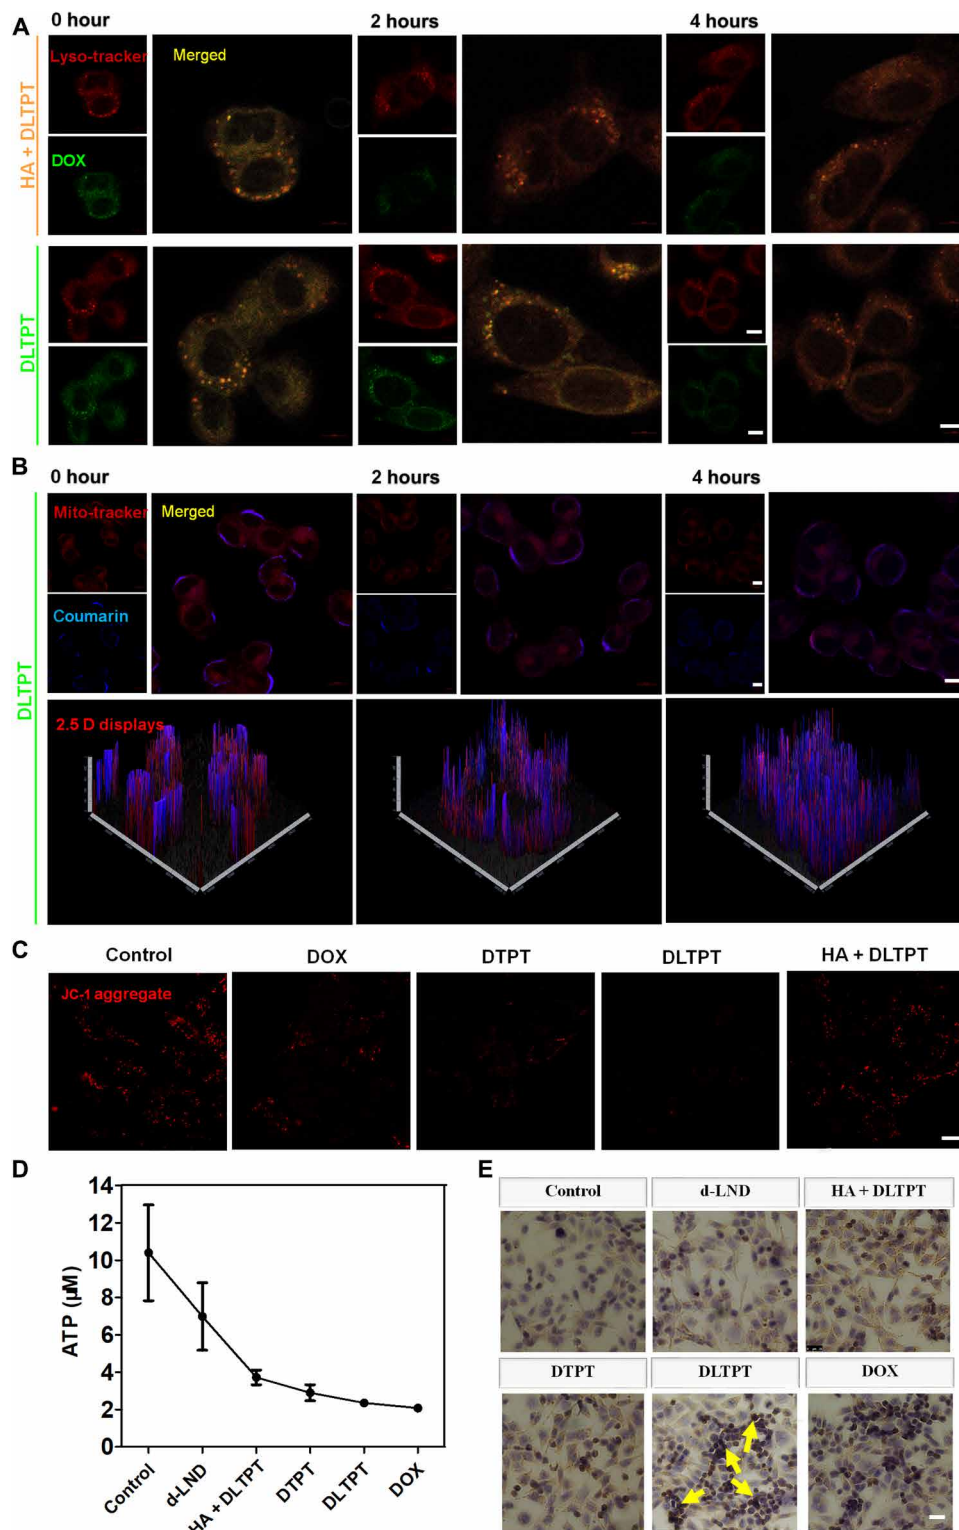 A
0 hour
2 hours
4 hours
HA + DLTPT
Lyso-tracker
Merged
DOX
DLTPT
B
0 hour
2 hours
4 hours
DLTPT
Mito-tracker
Merged
Coumarin
2.5 D displays
C
Control
DOX
DTPT
DLTPT
HA + DLTPT
JC-1 aggregate
D
ATP (μM)
14
12
10
8
6
4
2
0
Control
d-LND
HA + DLTPT
DTPT
DLTPT
DOX
E
Control
d-LND
HA + DLTPT
DTPT
DLTPT
DOX